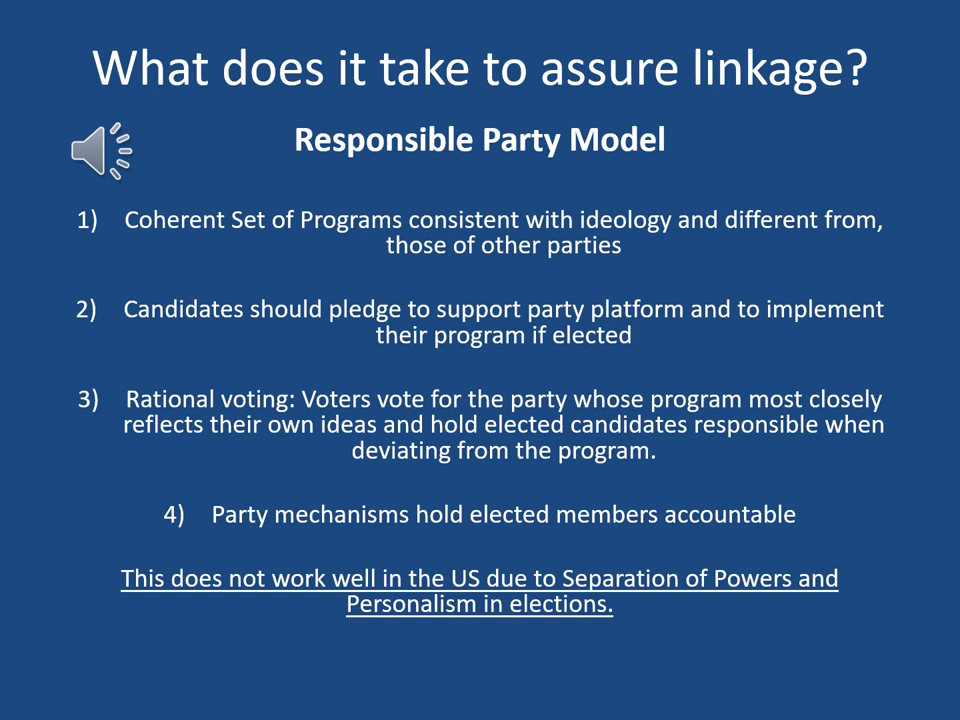 What does it take to assure linkage?
Responsible Party Model
1) Coherent Set of Programs consistent with ideology and different from,
those of other parties
2) Candidates should pledge to support party platform and to implement
their program if elected
3) Rational voting: Voters vote for the party whose program most closely
reflects their own ideas and hold elected candidates responsible when
deviating from the program.
4) Party mechanisms hold elected members accountable
This does not work well in the US due to Separation of Powers and
Personalism in elections.